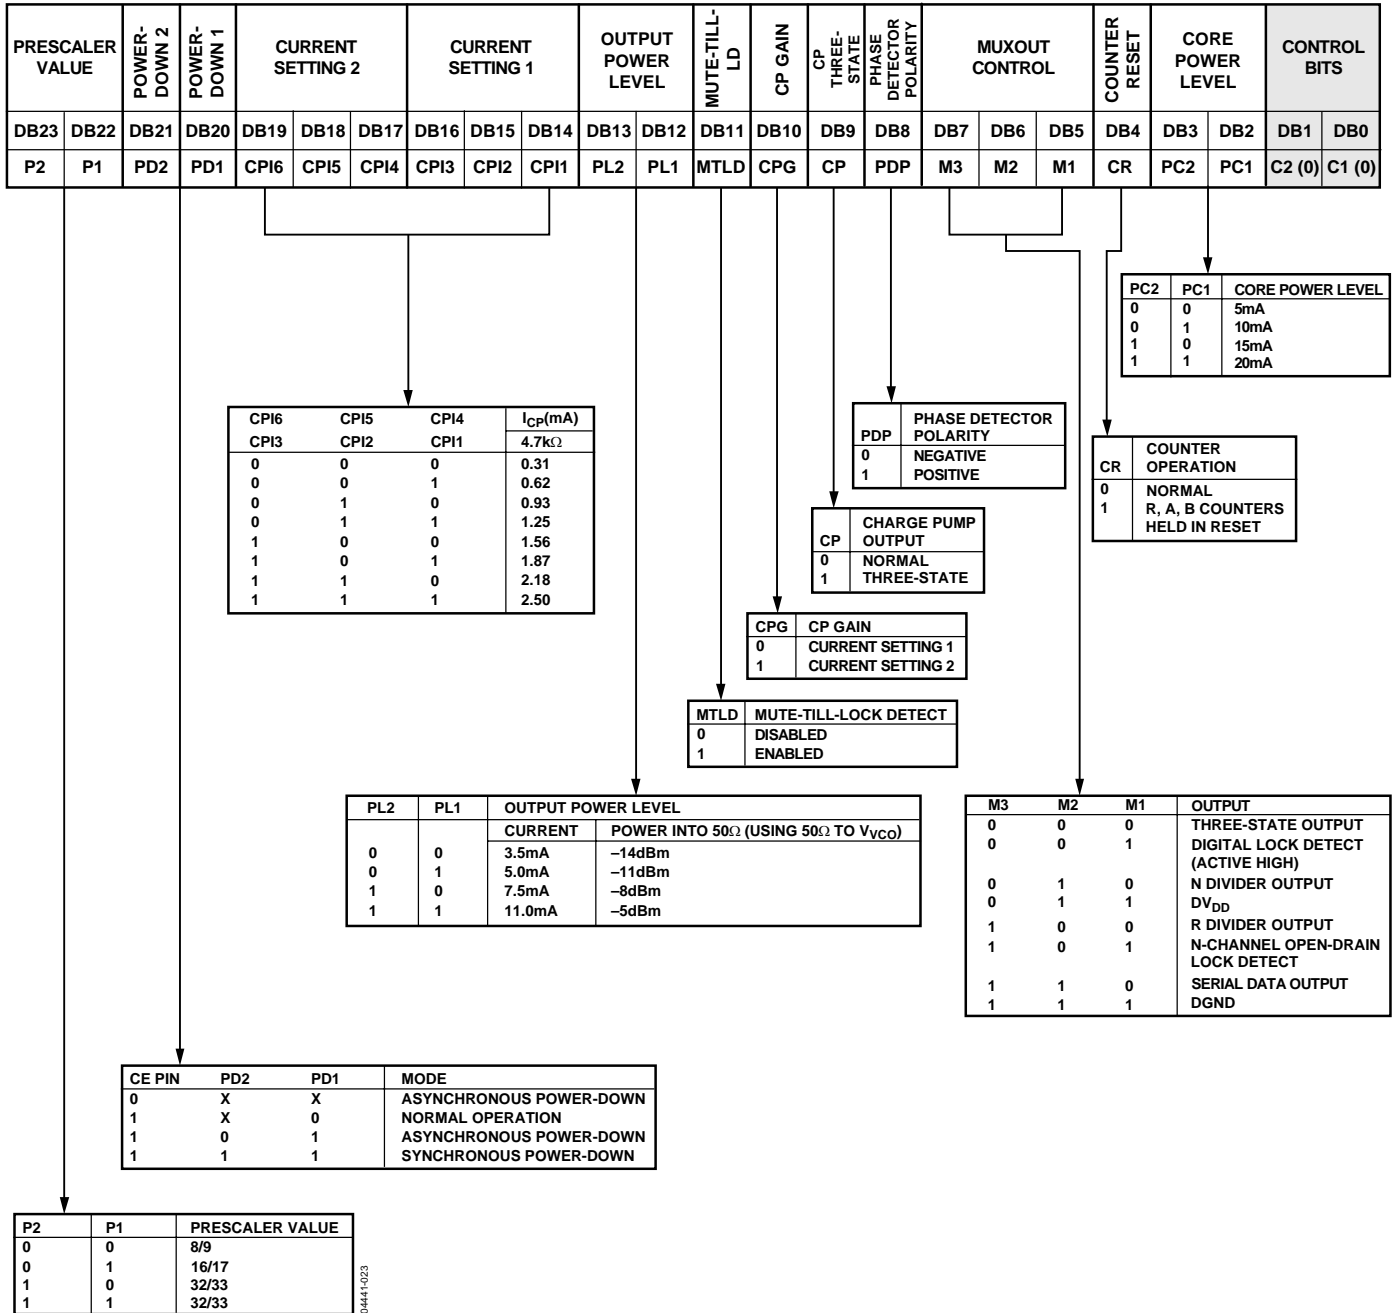 PRESCALER VALUE
POWER-DOWN 2
POWER-DOWN 1
CURRENT SETTING 2
CURRENT SETTING 1
OUTPUT POWER LEVEL
MUTE-TILL-LD
CP GAIN
CP THREE-STATE
PHASE DETECTOR POLARITY
MUXOUT CONTROL
COUNTER RESET
CORE POWER LEVEL
CONTROL BITS
DB23 DB22 DB21 DB20 DB19 DB18 DB17 DB16 DB15 DB14 DB13 DB12 DB11 DB10 DB9 DB8 DB7 DB6 DB5 DB4 DB3 DB2 DB1 DB0
P2 P1 PD2 PD1 CPI6 CPI5 CPI4 CPI3 CPI2 CPI1 PL2 PL1 MTLD CPG CP PDP M3 M2 M1 CR PC2 PC1 C2 (0) C1 (0)
PC2 PC1 CORE POWER LEVEL
0 0 5mA
0 1 10mA
1 0 15mA
1 1 20mA
CPI6 CPI5 CPI4 ICP(mA)
CPI3 CPI2 CPI1 4.7kΩ
0 0 0 0.31
0 0 1 0.62
0 1 0 0.93
0 1 1 1.25
1 0 0 1.56
1 0 1 1.87
1 1 0 2.18
1 1 1 2.50
PHASE DETECTOR
PDP POLARITY
0 NEGATIVE
1 POSITIVE
COUNTER
CR OPERATION
0 NORMAL
1 R, A, B COUNTERS
HELD IN RESET
CHARGE PUMP
CP OUTPUT
0 NORMAL
1 THREE-STATE
CPG CP GAIN
0 CURRENT SETTING 1
1 CURRENT SETTING 2
MTLD MUTE-TILL-LOCK DETECT
0 DISABLED
1 ENABLED
PL2 PL1 OUTPUT POWER LEVEL
CURRENT POWER INTO 50Ω (USING 50Ω TO VVCO)
0 0 3.5mA –14dBm
0 1 5.0mA –11dBm
1 0 7.5mA –8dBm
1 1 11.0mA –5dBm
M3 M2 M1 OUTPUT
0 0 0 THREE-STATE OUTPUT
0 0 1 DIGITAL LOCK DETECT
(ACTIVE HIGH)
0 1 0 N DIVIDER OUTPUT
0 1 1 DVDD
1 0 0 R DIVIDER OUTPUT
1 0 1 N-CHANNEL OPEN-DRAIN
LOCK DETECT
1 1 0 SERIAL DATA OUTPUT
1 1 1 DGND
CE PIN PD2 PD1 MODE
0 X X ASYNCHRONOUS POWER-DOWN
1 X 0 NORMAL OPERATION
1 0 1 ASYNCHRONOUS POWER-DOWN
1 1 1 SYNCHRONOUS POWER-DOWN
P2 P1 PRESCALER VALUE
0 0 8/9
0 1 16/17
1 0 32/33
1 1 32/33
04441-023